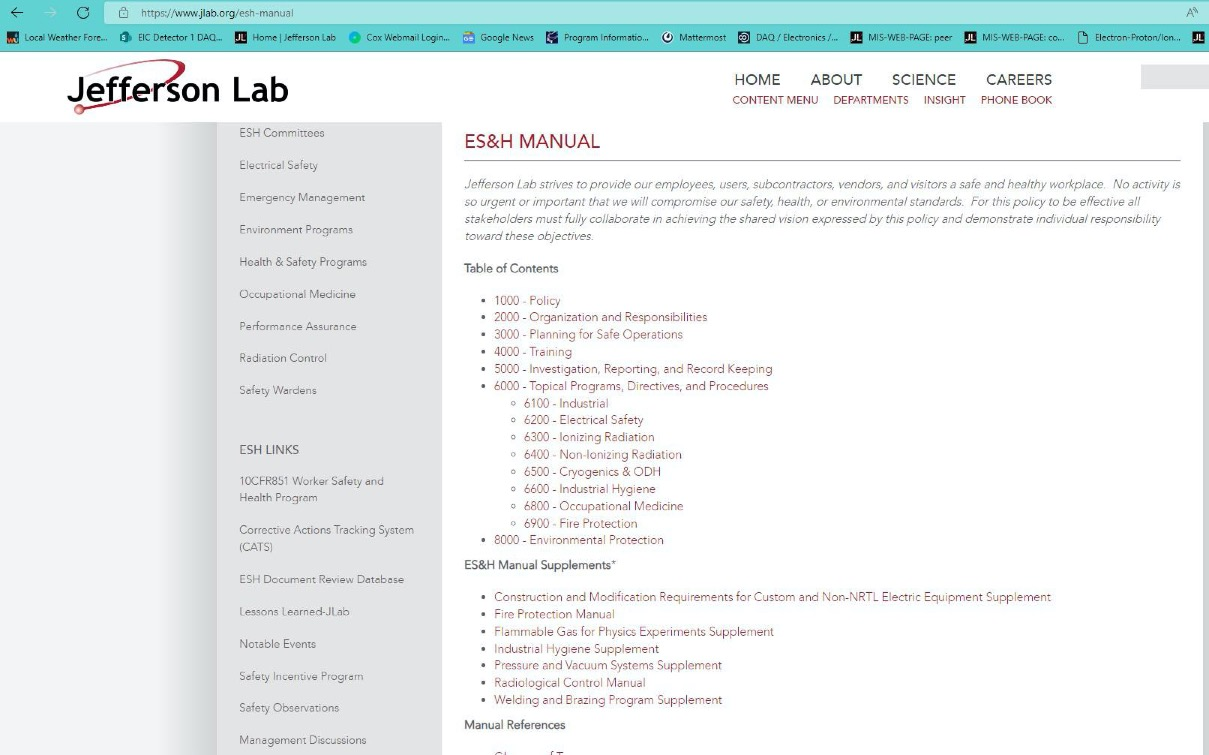 https://www.jlab.org/esh-manual
Local Weather Fore...
EIC Detector 1 DAQ...
Home | Jefferson Lab
Cox Webmail Login...
Google News
Program Informatio...
Mattermost
DAQ / Electronics /...
MIS-WEB-PAGE: peer
MIS-WEB-PAGE: co...
Electron-Proton/Ion...
Jefferson Lab
HOME ABOUT SCIENCE CAREERS
CONTENT MENU DEPARTMENTS INSIGHT PHONE BOOK
ESH Committees
Electrical Safety
Emergency Management
Environment Programs
Health & Safety Programs
Occupational Medicine
Performance Assurance
Radiation Control
Safety Wardens
ESH LINKS
10CFR851 Worker Safety and
Health Program
Corrective Actions Tracking System
(CATS)
ESH Document Review Database
Lessons Learned-JLab
Notable Events
Safety Incentive Program
Safety Observations
Management Discussions
ES&H MANUAL
Jefferson Lab strives to provide our employees, users, subcontractors, vendors, and visitors a safe and healthy workplace. No activity is
so urgent or important that we will compromise our safety, health, or environmental standards. For this policy to be effective all
stakeholders must fully collaborate in achieving the shared vision expressed by this policy and demonstrate individual responsibility
toward these objectives.
Table of Contents
• 1000 - Policy
• 2000 - Organization and Responsibilities
• 3000 - Planning for Safe Operations
• 4000 - Training
• 5000 - Investigation, Reporting, and Record Keeping
• 6000 - Topical Programs, Directives, and Procedures
◦ 6100 - Industrial
◦ 6200 - Electrical Safety
◦ 6300 - Ionizing Radiation
◦ 6400 - Non-Ionizing Radiation
◦ 6500 - Cryogenics & ODH
◦ 6600 - Industrial Hygiene
◦ 6800 - Occupational Medicine
◦ 6900 - Fire Protection
• 8000 - Environmental Protection
ES&H Manual Supplements*
• Construction and Modification Requirements for Custom and Non-NRTL Electric Equipment Supplement
• Fire Protection Manual
• Flammable Gas for Physics Experiments Supplement
• Industrial Hygiene Supplement
• Pressure and Vacuum Systems Supplement
• Radiological Control Manual
• Welding and Brazing Program Supplement
Manual References